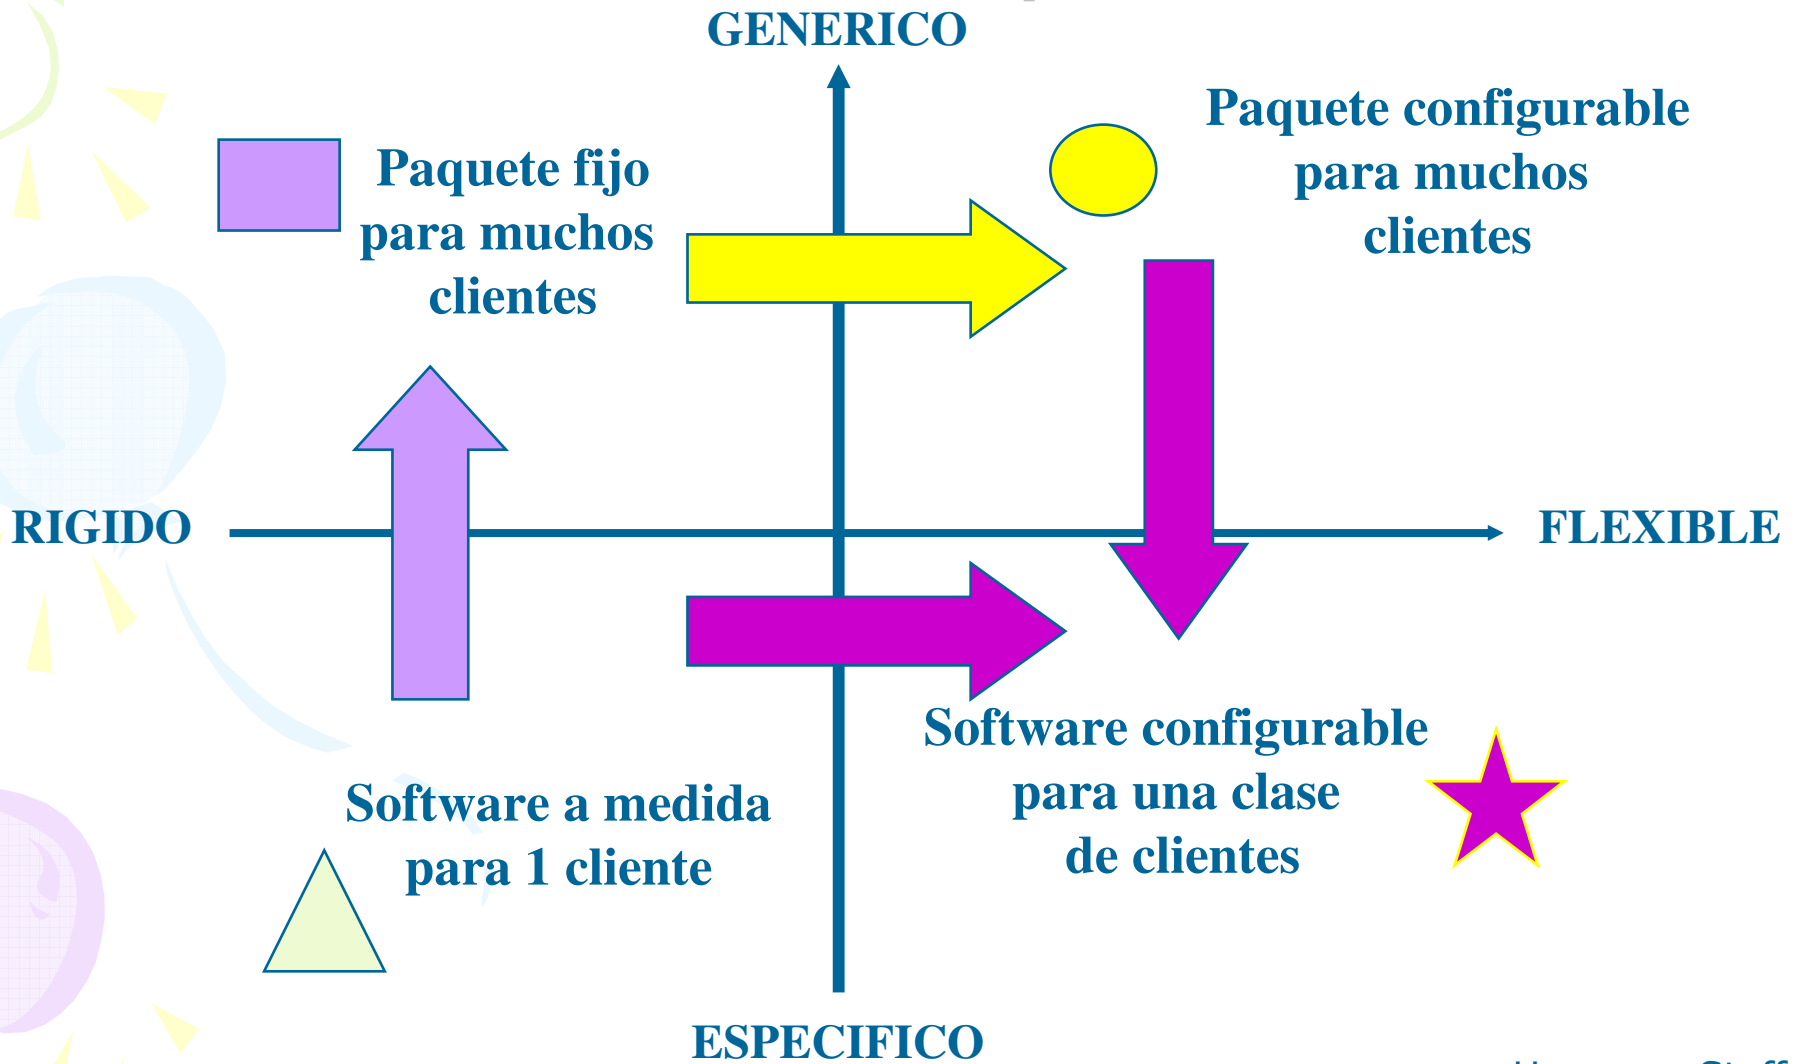 GENERICO
Paquete configurable
para muchos
clientes
Paquete fijo
para muchos
clientes
RIGIDO
FLEXIBLE
Software configurable
para una clase
de clientes
Software a medida
para 1 cliente
ESPECIFICO